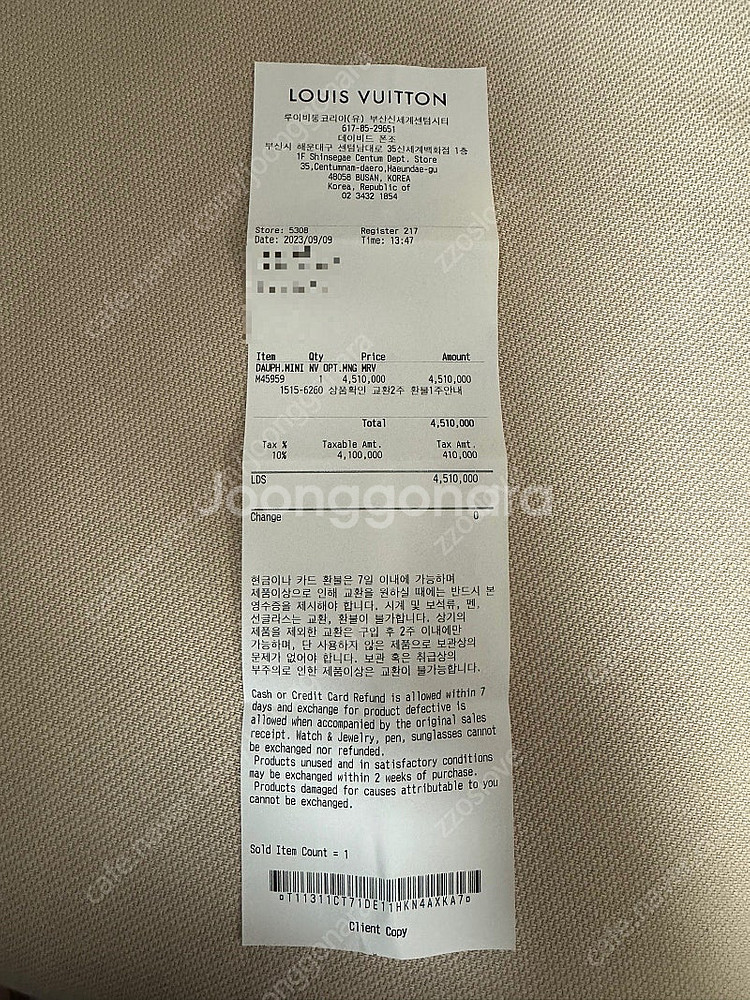 LOUIS VUITTON
루이비통코리아(유) 부산신세계센텀시티
617-85-29651
데이비드 퐁조
부산시 해운대구 센텀남대로 35신세계백화점 1층
1F Shinsegae Centum Dept. Store
35,Centumnam-daero,Haeundae-gu
48058 BUSAN, KOREA
Korea, Republic of
02 3432 1854
Store: 5308 Register 217
Date: 2023/09/09 Time: 13:47
Item Qty Price Amount
DAUPH.MINI NV OPT.MNG MRV
M45959 1 4,510,000 4,510,000
1515-6260 상품확인 교환2주 환불1주안내
Total 4,510,000
Tax % Taxable Amt. Tax Amt.
10% 4,100,000 410,000
LDS 4,510,000
Joonggonara
Change 0
현금이나 카드 환불은 7일 이내에 가능하며
제품이상으로 인해 교환을 원하실 때에는 반드시 본
영수증을 제시해야 합니다. 시계 및 보석류, 펜,
선글라스는 교환, 환불이 불가합니다. 상기의
제품을 제외한 교환은 구입 후 2주 이내에만
가능하며, 단 사용하지 않은 제품으로 보관상의
문제가 없어야 합니다. 보관 혹은 취급상의
부주의로 인한 제품이상은 교환이 불가능합니다.
Cash or Credit Card Refund is allowed within 7
days and exchange for product defective is
allowed when accompanied by the original sales
receipt. Watch & Jewelry, pen, sunglasses cannot
be exchanged nor refunded.
Products unused and in satisfactory conditions
may be exchanged within 2 weeks of purchase.
Products damaged for causes attributable to you
cannot be exchanged.
Sold Item Count = 1
¤T11311CT71DE11HKN4AXKA7¤
Client Copy